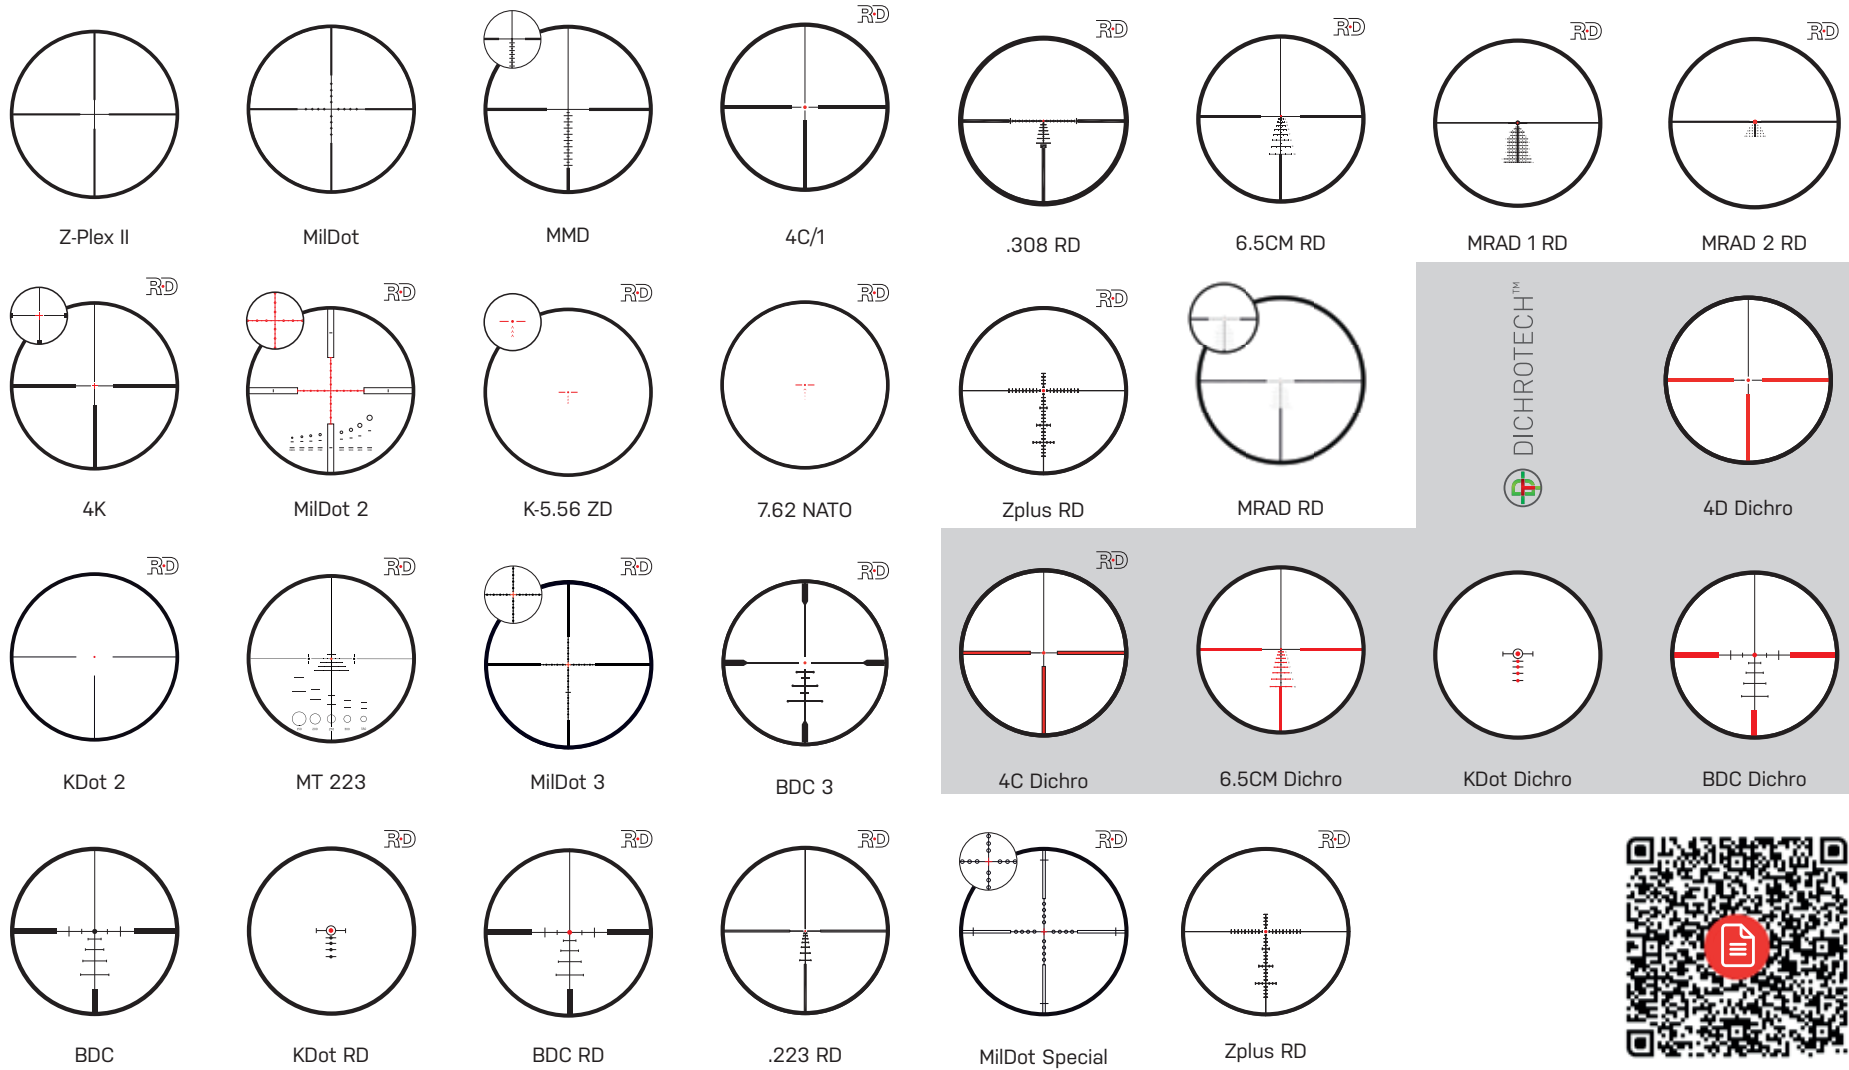 R·D
R·D
R·D
R·D
R·D
Z-Plex II
MilDot
MMD
4C/1
.308 RD
6.5CM RD
MRAD 1 RD
MRAD 2 RD
R·D
R·D
R·D
R·D
R·D
DICHROTECH™
4K
MilDot 2
K-5.56 ZD
7.62 NATO
Zplus RD
MRAD RD
4D Dichro
R·D
R·D
R·D
R·D
R·D
KDot 2
MT 223
MilDot 3
BDC 3
4C Dichro
6.5CM Dichro
KDot Dichro
BDC Dichro
R·D
R·D
R·D
R·D
R·D
BDC
KDot RD
BDC RD
.223 RD
MilDot Special
Zplus RD